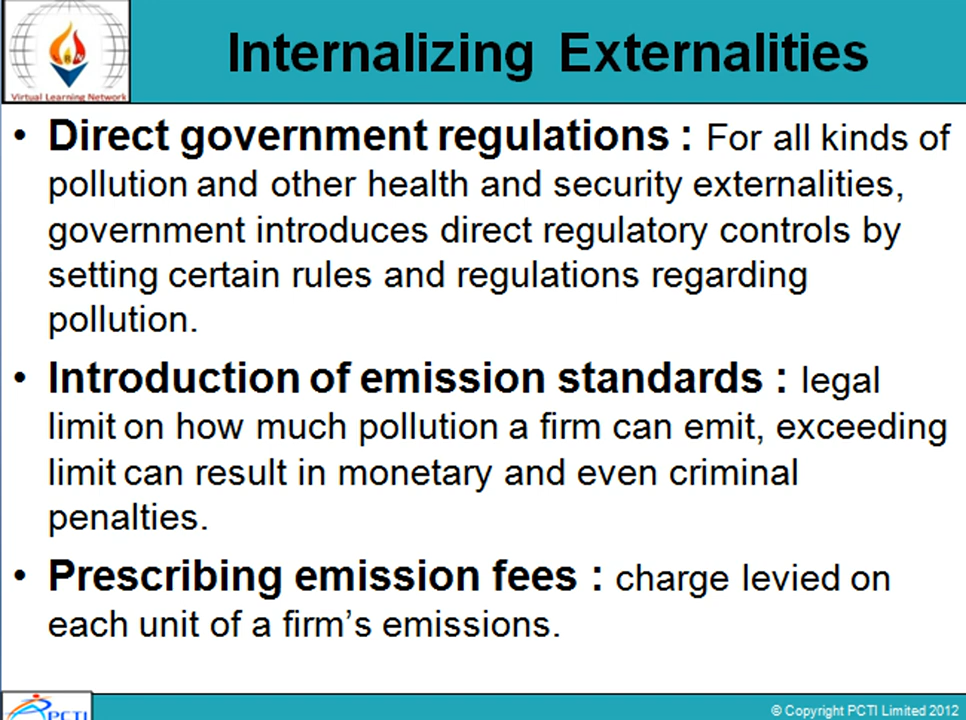 Virtual Learning Network
Internalizing Externalities
• Direct government regulations : For all kinds of
pollution and other health and security externalities,
government introduces direct regulatory controls by
setting certain rules and regulations regarding
pollution.
• Introduction of emission standards : legal
limit on how much pollution a firm can emit, exceeding
limit can result in monetary and even criminal
penalties.
• Prescribing emission fees : charge levied on
each unit of a firm’s emissions.
PCTI
© Copyright PCTI Limited 2012